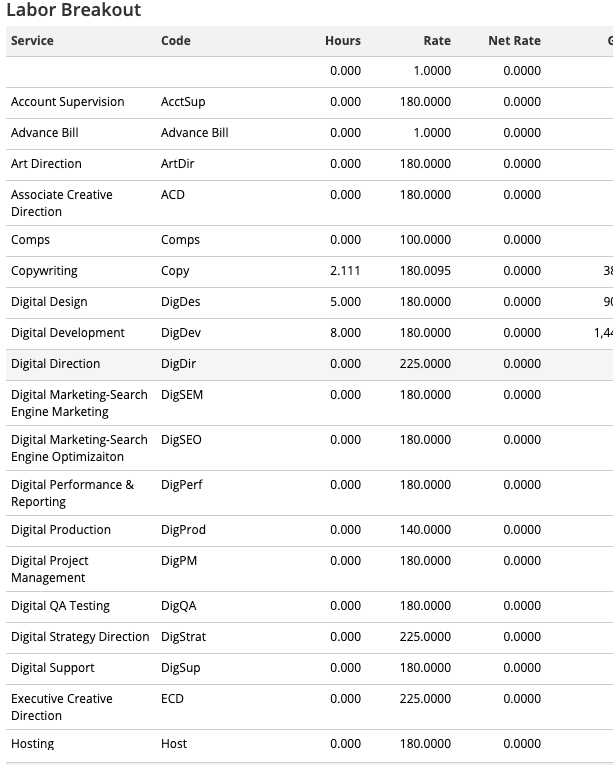 Labor Breakout
Service Code Hours Rate Net Rate G
0.000 1.0000 0.0000
Account Supervision AcctSup 0.000 180.0000 0.0000
Advance Bill Advance Bill 0.000 1.0000 0.0000
Art Direction ArtDir 0.000 180.0000 0.0000
Associate Creative ACD 0.000 180.0000 0.0000
Direction
Comps Comps 0.000 100.0000 0.0000
Copywriting Copy 2.111 180.0095 0.0000 38
Digital Design DigDes 5.000 180.0000 0.0000 90
Digital Development DigDev 8.000 180.0000 0.0000 1,44
Digital Direction DigDir 0.000 225.0000 0.0000
Digital Marketing-Search DigSEM 0.000 180.0000 0.0000
Engine Marketing
Digital Marketing-Search DigSEO 0.000 180.0000 0.0000
Engine Optimizaiton
Digital Performance & DigPerf 0.000 180.0000 0.0000
Reporting
Digital Production DigProd 0.000 140.0000 0.0000
Digital Project DigPM 0.000 180.0000 0.0000
Management
Digital QA Testing DigQA 0.000 180.0000 0.0000
Digital Strategy Direction DigStrat 0.000 225.0000 0.0000
Digital Support DigSup 0.000 180.0000 0.0000
Executive Creative ECD 0.000 225.0000 0.0000
Direction
Hosting Host 0.000 180.0000 0.0000